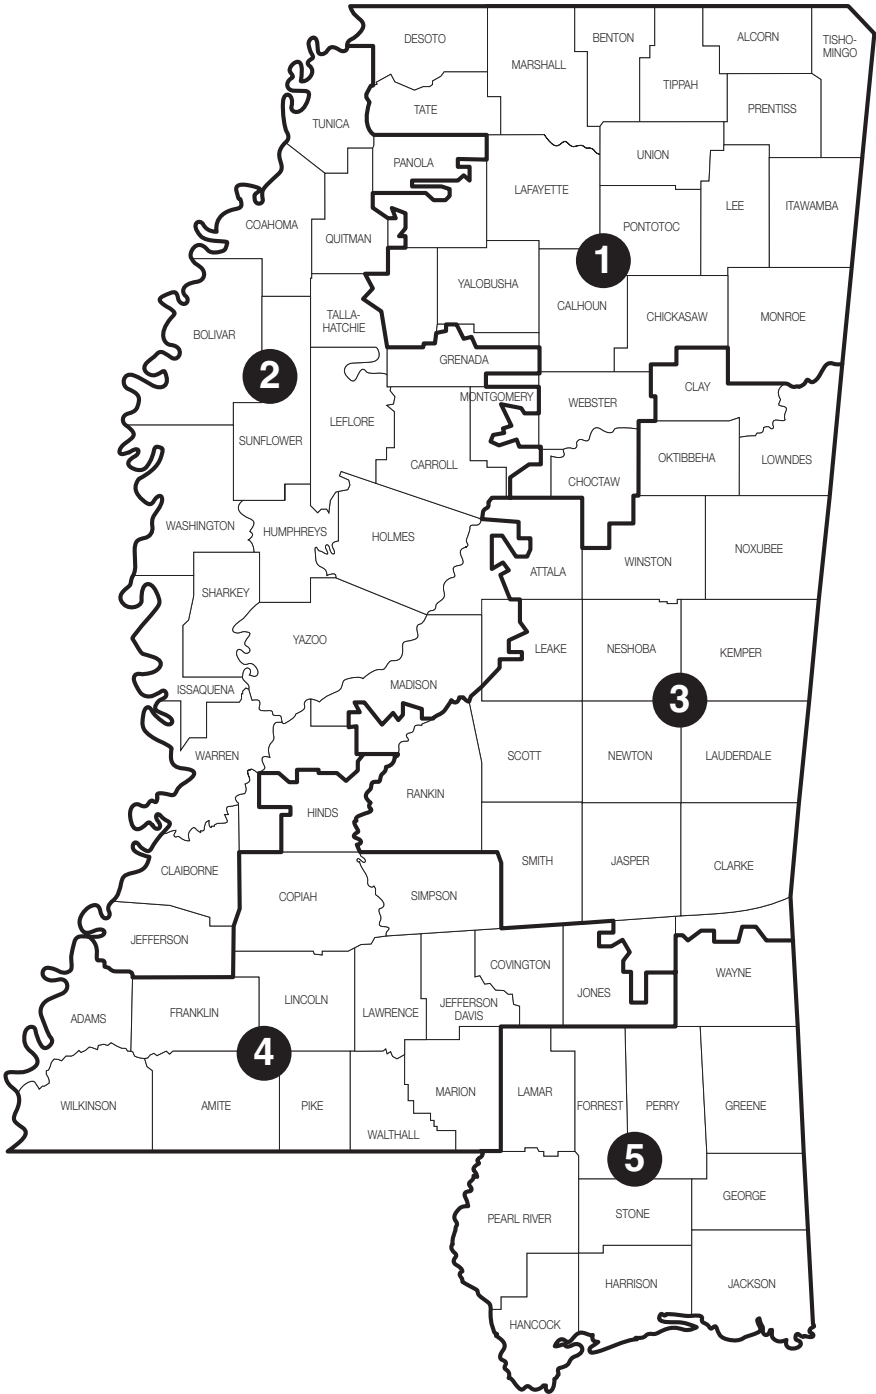 DESOTO
BENTON
ALCORN
TISHO-
MINGO
MARSHALL
TIPPAH
TATE
PRENTISS
TUNICA
PANOLA
UNION
LAFAYETTE
LEE
ITAWAMBA
COAHOMA
QUITMAN
PONTOTOC
1
YALOBUSHA
CALHOUN
TALLA-
HATCHIE
CHICKASAW
MONROE
BOLIVAR
GRENADA
2
CLAY
MONTGOMERY
WEBSTER
LEFLORE
SUNFLOWER
OKTIBBEHA
LOWNDES
CARROLL
CHOCTAW
WASHINGTON
HUMPHREYS
HOLMES
NOXUBEE
WINSTON
ATTALA
SHARKEY
YAZOO
LEAKE
NESHOBA
KEMPER
ISSAQUENA
MADISON
3
WARREN
SCOTT
NEWTON
LAUDERDALE
RANKIN
HINDS
SMITH
JASPER
CLARKE
CLAIBORNE
COPIAH
SIMPSON
JEFFERSON
COVINGTON
WAYNE
JONES
LINCOLN
JEFFERSON
DAVIS
LAWRENCE
FRANKLIN
ADAMS
4
MARION
LAMAR
WILKINSON
AMITE
PIKE
FORREST
PERRY
GREENE
WALTHALL
5
GEORGE
PEARL RIVER
STONE
HARRISON
JACKSON
HANCOCK